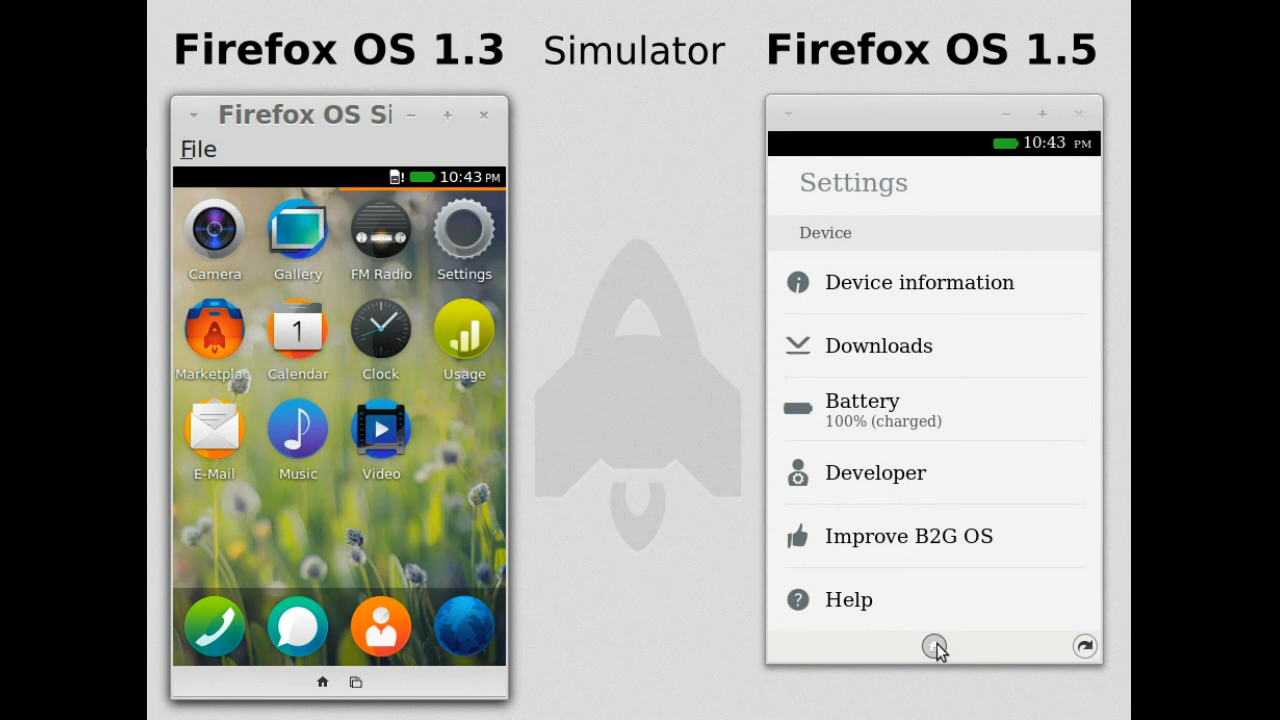 Firefox OS 1.3 Simulator Firefox OS 1.5
Firefox OS Si
File
10:43 PM
Camera Gallery FM Radio Settings
1
Marketplac Calendar Clock Usage
E-Mail Music Video
10:43 PM
Settings
Device
Device information
Downloads
Battery
100% (charged)
Developer
Improve B2G OS
Help